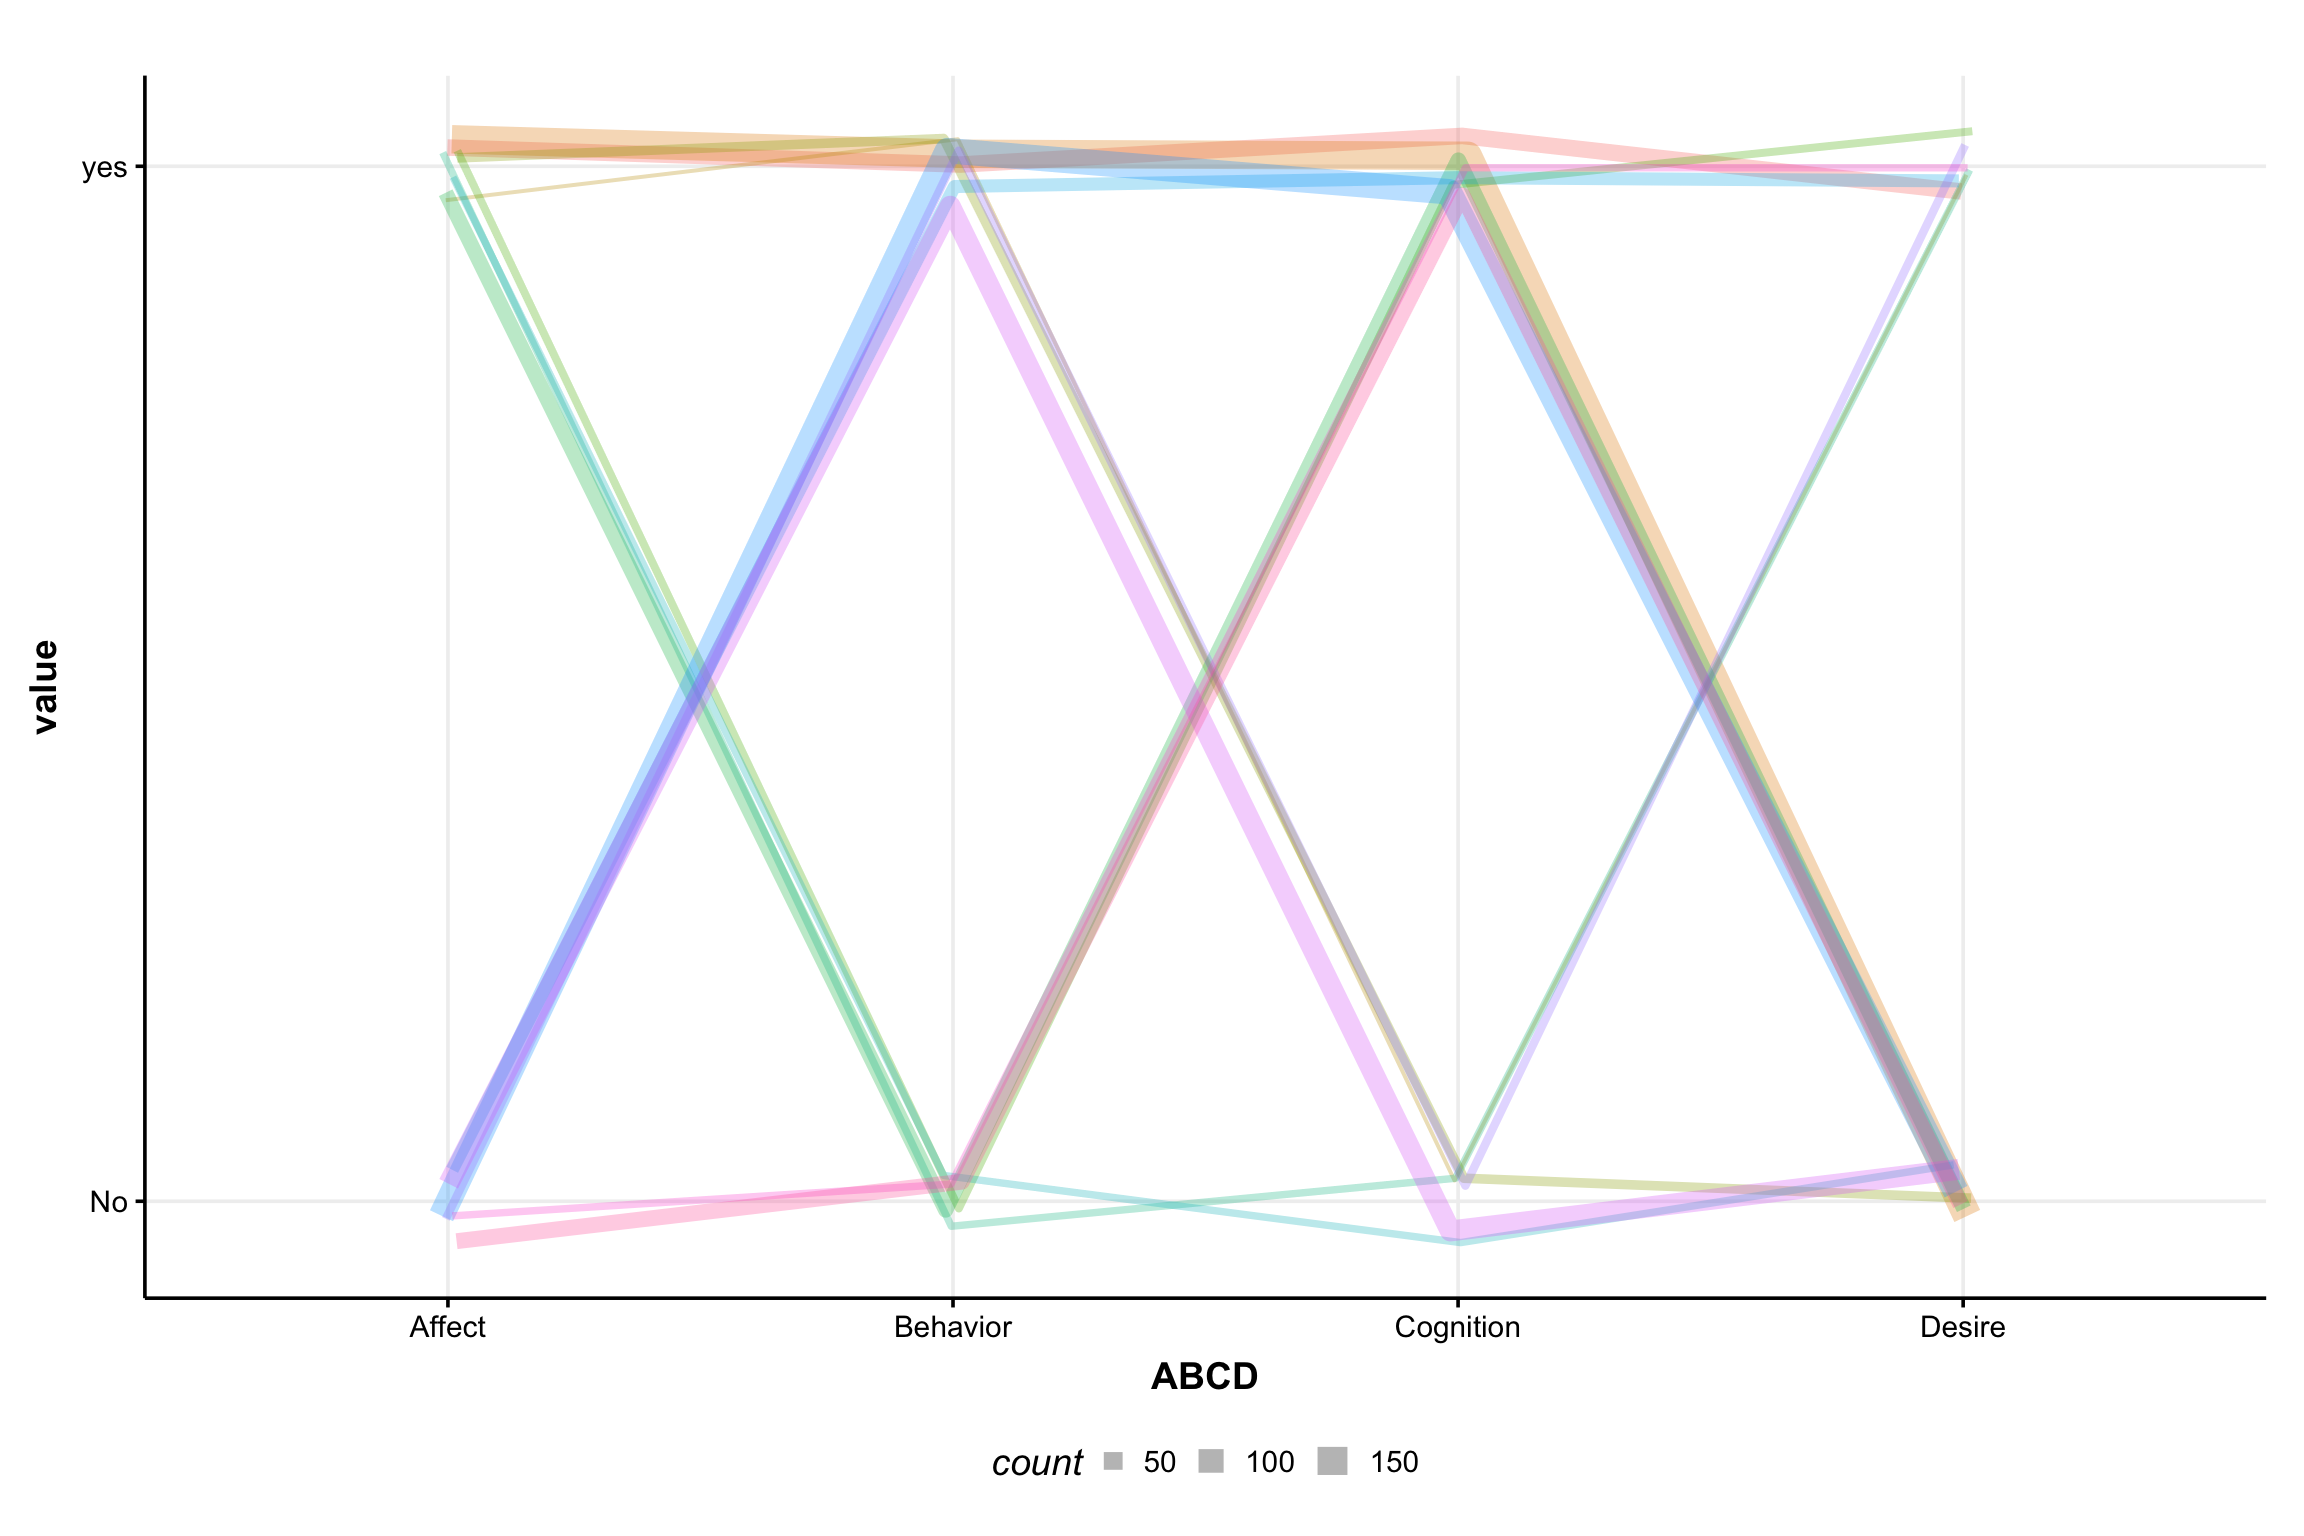 yes
value
No
Affect Behavior Cognition Desire
ABCD
count 50 100 150